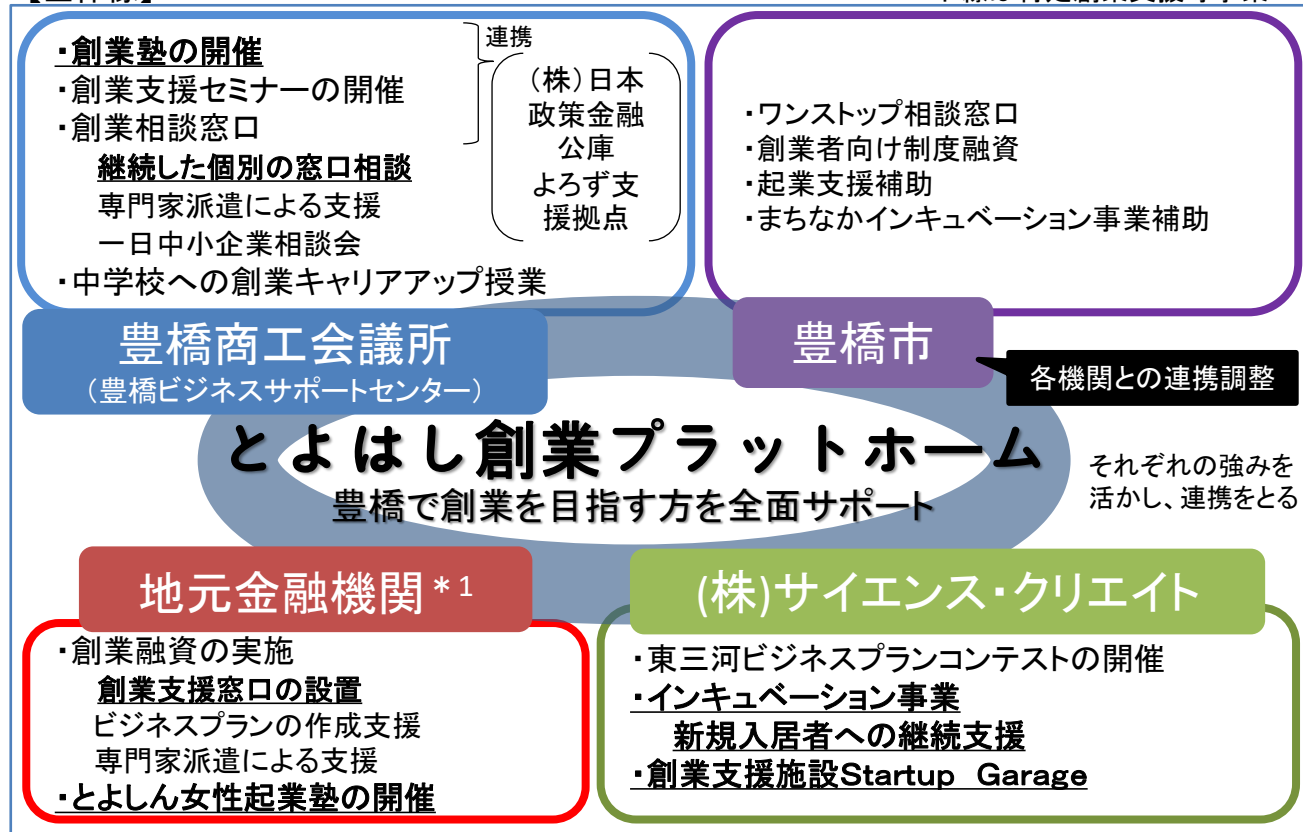 ・創業塾の開催
・創業支援セミナーの開催
・創業相談窓口
継続した個別の窓口相談
専門家派遣による支援
一日中小企業相談会
・中学校への創業キャリアアップ授業
連携
(株)日本
政策金融
公庫
よろず支
援拠点
・ワンストップ相談窓口
・創業者向け制度融資
・起業支援補助
・まちなかインキュベーション事業補助
豊橋商工会議所
(豊橋ビジネスサポートセンター)
豊橋市
各機関との連携調整
とよはし創業プラットホーム
豊橋で創業を目指す方を全面サポート
それぞれの強みを
活かし、連携をとる
地元金融機関*1
・創業融資の実施
創業支援窓口の設置
ビジネスプランの作成支援
専門家派遣による支援
・とよしん女性起業塾の開催
(株)サイエンス・クリエイト
・東三河ビジネスプランコンテストの開催
・インキュベーション事業
新規入居者への継続支援
・創業支援施設Startup Garage